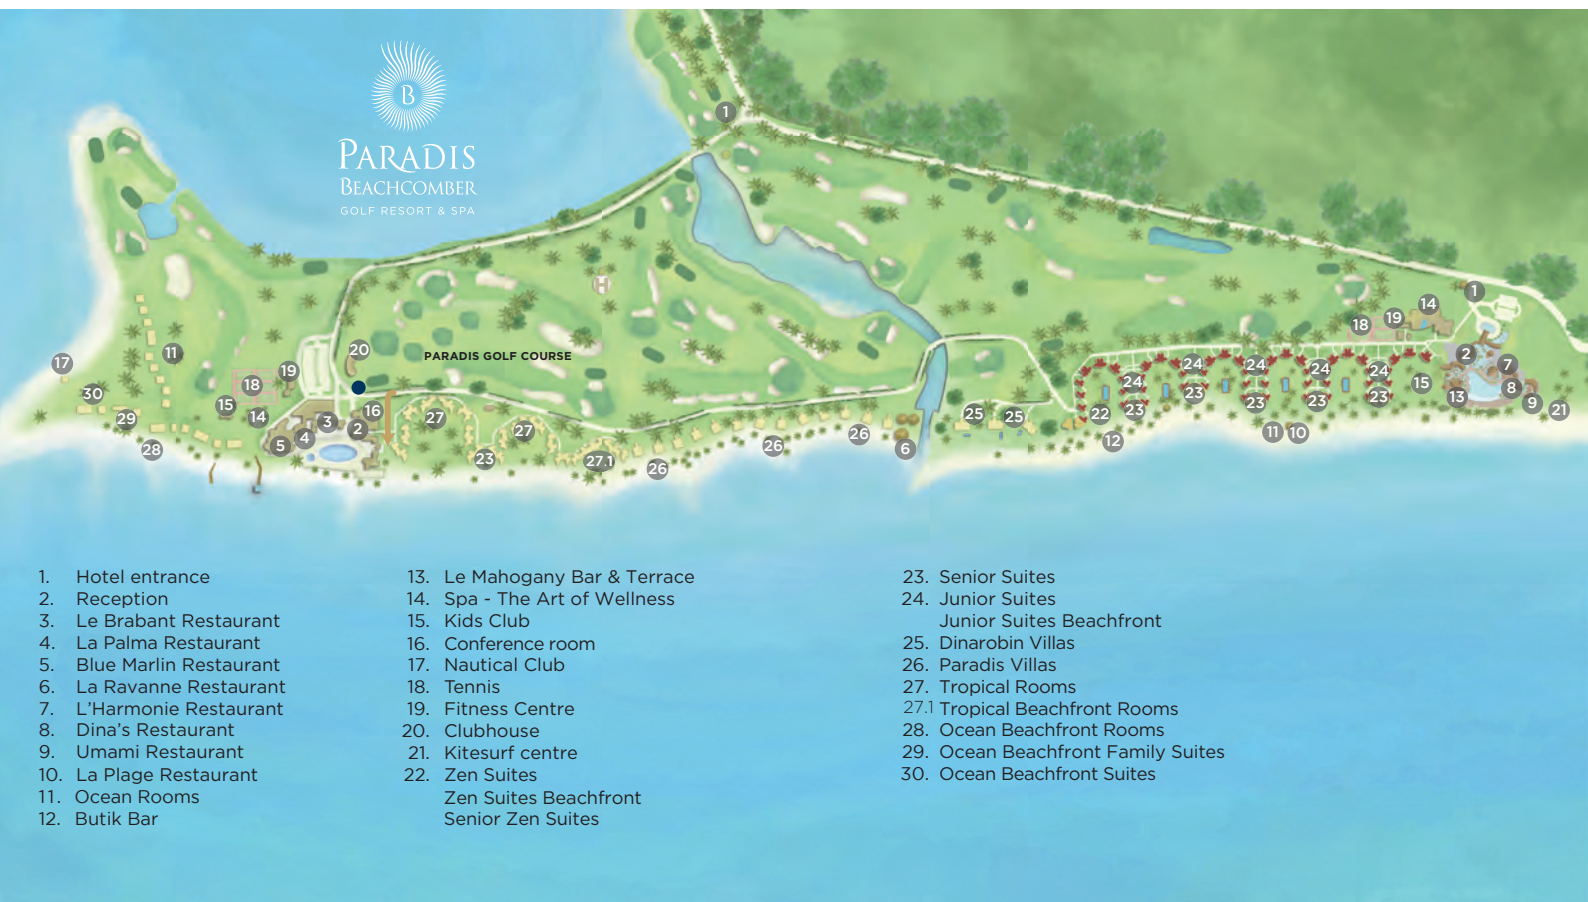 B
PARADIS
BEACHCOMBER
GOLF RESORT & SPA
1
17
11
30
29
28
18
19
15
14
20
PARADIS GOLF COURSE
H
16
3
2
4
5
27
27
23
27.1
26
26
26
6
25
25
22
12
24
23
24
23
24
23
24
23
24
23
11
10
18
19
14
1
15
2
7
8
13
9
21
1. Hotel entrance
2. Reception
3. Le Brabant Restaurant
4. La Palma Restaurant
5. Blue Marlin Restaurant
6. La Ravanne Restaurant
7. L'Harmonie Restaurant
8. Dina's Restaurant
9. Umami Restaurant
10. La Plage Restaurant
11. Ocean Rooms
12. Butik Bar
13. Le Mahogany Bar & Terrace
14. Spa - The Art of Wellness
15. Kids Club
16. Conference room
17. Nautical Club
18. Tennis
19. Fitness Centre
20. Clubhouse
21. Kitesurf centre
22. Zen Suites
Zen Suites Beachfront
Senior Zen Suites
23. Senior Suites
24. Junior Suites
Junior Suites Beachfront
25. Dinarobin Villas
26. Paradis Villas
27. Tropical Rooms
27.1 Tropical Beachfront Rooms
28. Ocean Beachfront Rooms
29. Ocean Beachfront Family Suites
30. Ocean Beachfront Suites